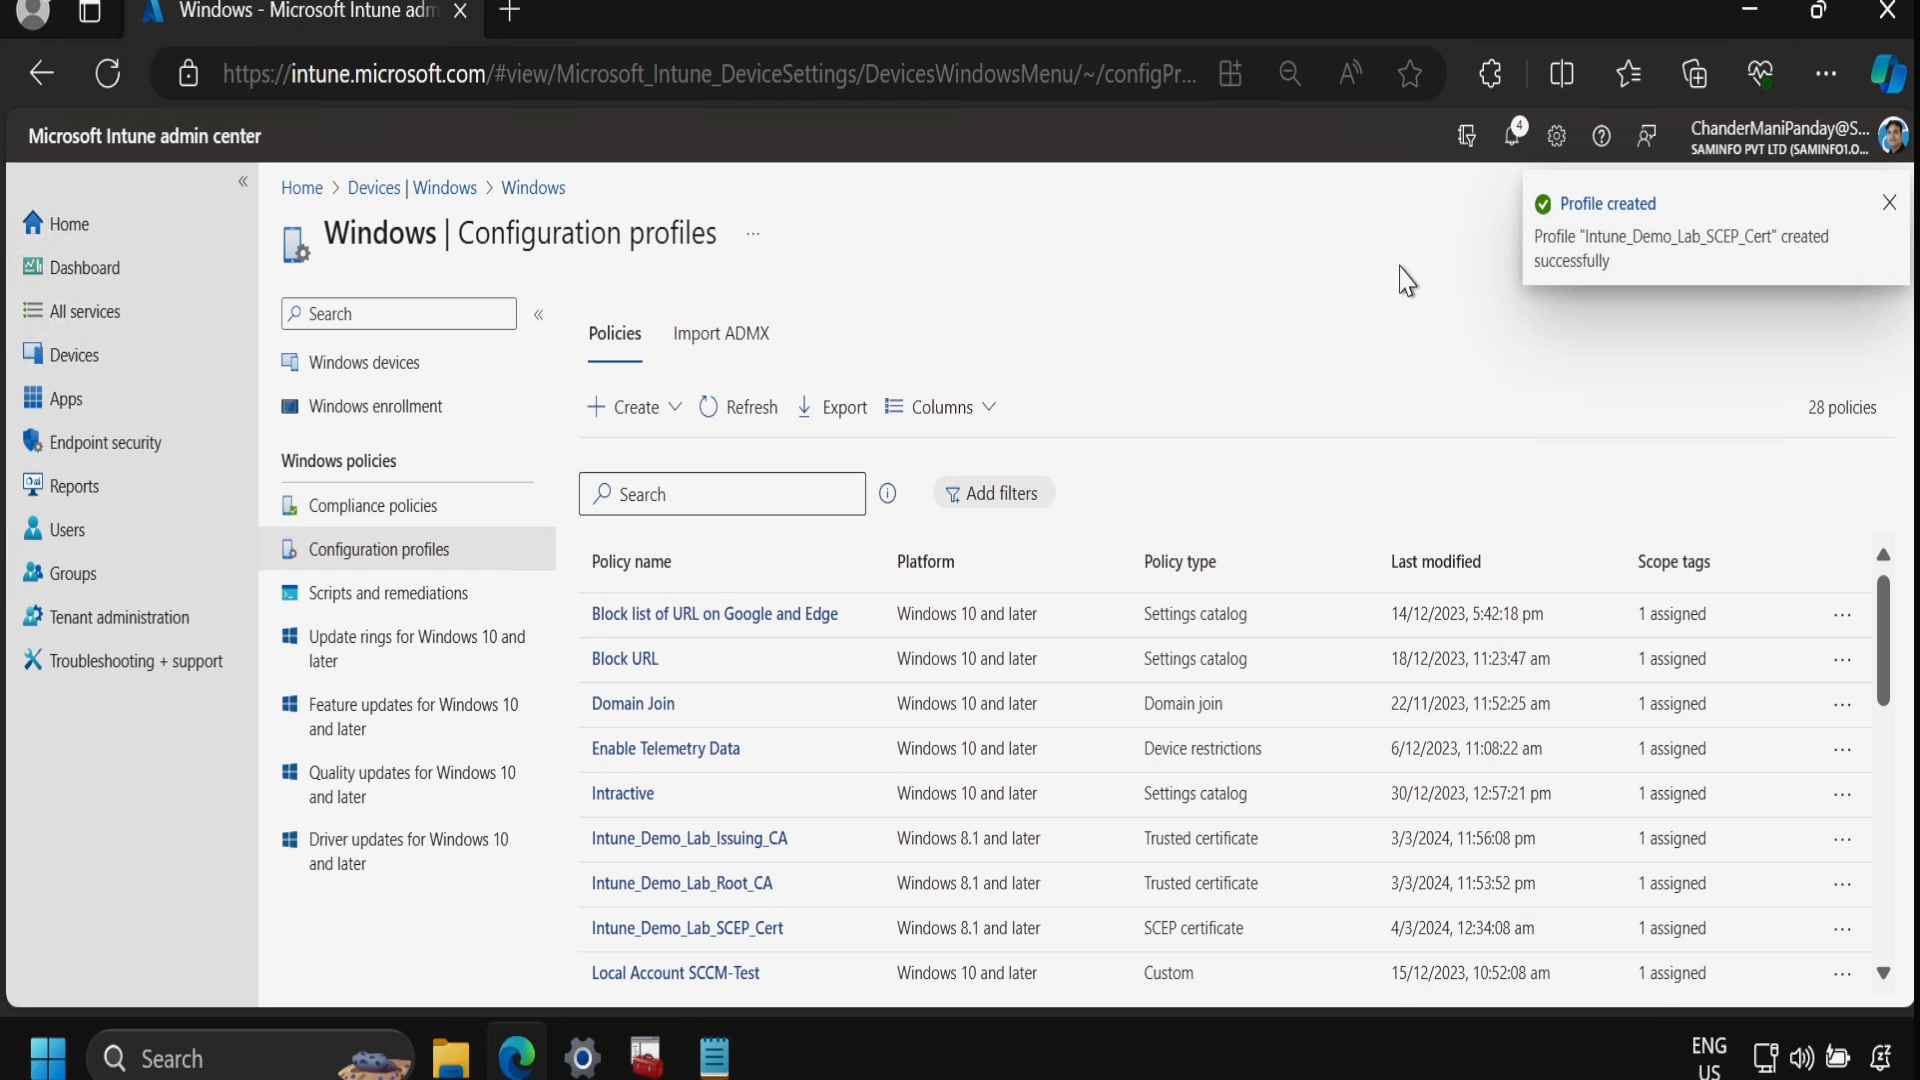 Windows - Microsoft Intune adm
https://intune.microsoft.com/#view/Microsoft_Intune_DeviceSettings/DevicesWindowsMenu/~/configPr...
Microsoft Intune admin center
4
ChanderManiPanday@S...
SAMINFO PVT LTD (SAMINFO1.O...
Home
Dashboard
All services
Devices
Apps
Endpoint security
Reports
Users
Groups
Tenant administration
Troubleshooting + support
Home > Devices | Windows > Windows
Windows | Configuration profiles ...
Profile created
Profile "Intune_Demo_Lab_SCEP_Cert" created
successfully
Search
Windows devices
Windows enrollment
Windows policies
Compliance policies
Configuration profiles
Scripts and remediations
Update rings for Windows 10 and
later
Feature updates for Windows 10
and later
Quality updates for Windows 10
and later
Driver updates for Windows 10
and later
Policies Import ADMX
Create Refresh Export Columns 28 policies
Search Add filters
Policy name Platform Policy type Last modified Scope tags
Block list of URL on Google and Edge Windows 10 and later Settings catalog 14/12/2023, 5:42:18 pm 1 assigned ...
Block URL Windows 10 and later Settings catalog 18/12/2023, 11:23:47 am 1 assigned ...
Domain Join Windows 10 and later Domain join 22/11/2023, 11:52:25 am 1 assigned ...
Enable Telemetry Data Windows 10 and later Device restrictions 6/12/2023, 11:08:22 am 1 assigned ...
Intractive Windows 10 and later Settings catalog 30/12/2023, 12:57:21 pm 1 assigned ...
Intune_Demo_Lab_Issuing_CA Windows 8.1 and later Trusted certificate 3/3/2024, 11:56:08 pm 1 assigned ...
Intune_Demo_Lab_Root_CA Windows 8.1 and later Trusted certificate 3/3/2024, 11:53:52 pm 1 assigned ...
Intune_Demo_Lab_SCEP_Cert Windows 8.1 and later SCEP certificate 4/3/2024, 12:34:08 am 1 assigned ...
Local Account SCCM-Test Windows 10 and later Custom 15/12/2023, 10:52:08 am 1 assigned ...
Search
ENG
US